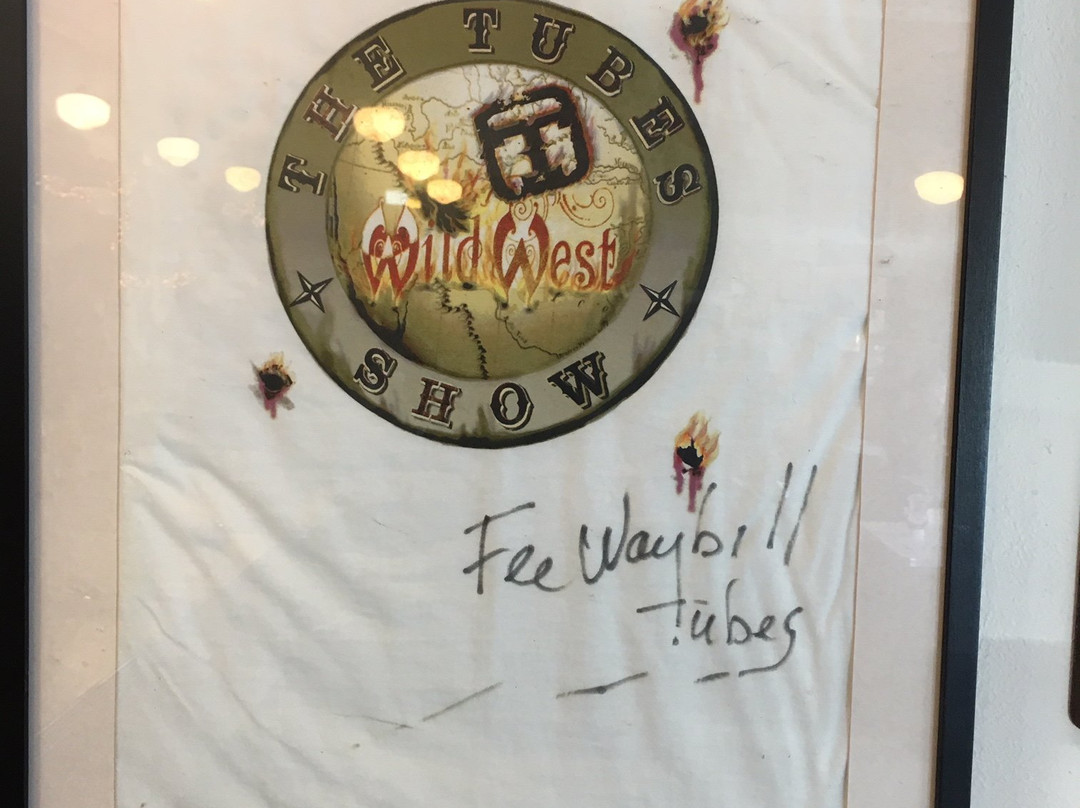 THE TUBES
Wild West
SHOW
Fee Waybill
Tubes